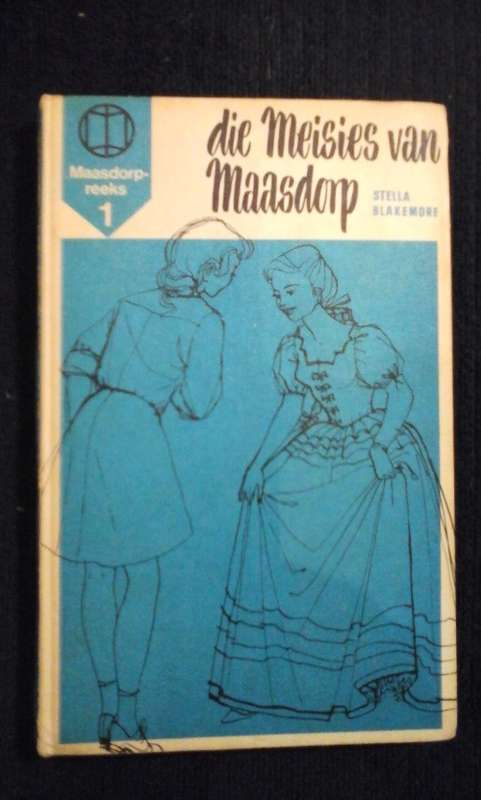 Maasdorp-
reeks
1
die Meisies van
Maasdorp
STELLA
BLAKEMORE